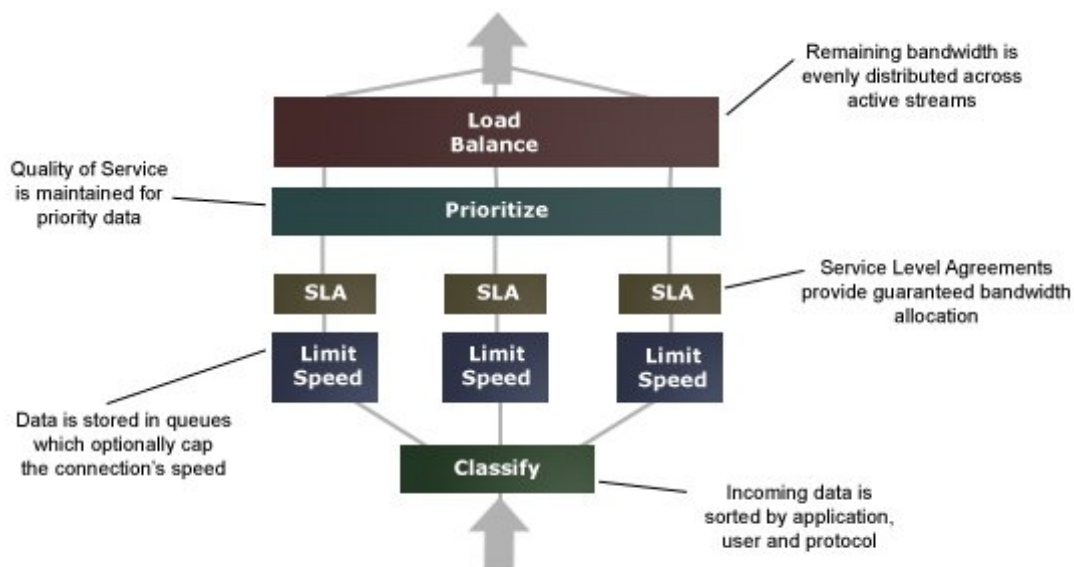 Remaining bandwidth is
evenly distributed across
active streams
Load
Balance
Quality of Service
is maintained for
priority data
Prioritize
SLA
SLA
SLA
Service Level Agreements
provide guaranteed bandwidth
allocation
Limit
Speed
Limit
Speed
Limit
Speed
Data is stored in queues
which optionally cap
the connection's speed
Classify
Incoming data is
sorted by application,
user and protocol